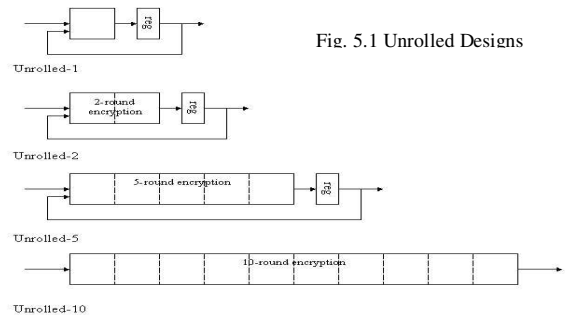 reg
Fig. 5.1 Unrolled Designs
Unrolled-1
2-round
encryption
reg
Unrolled-2
5-round encryption
reg
Unrolled-5
10-round encryption
Unrolled-10